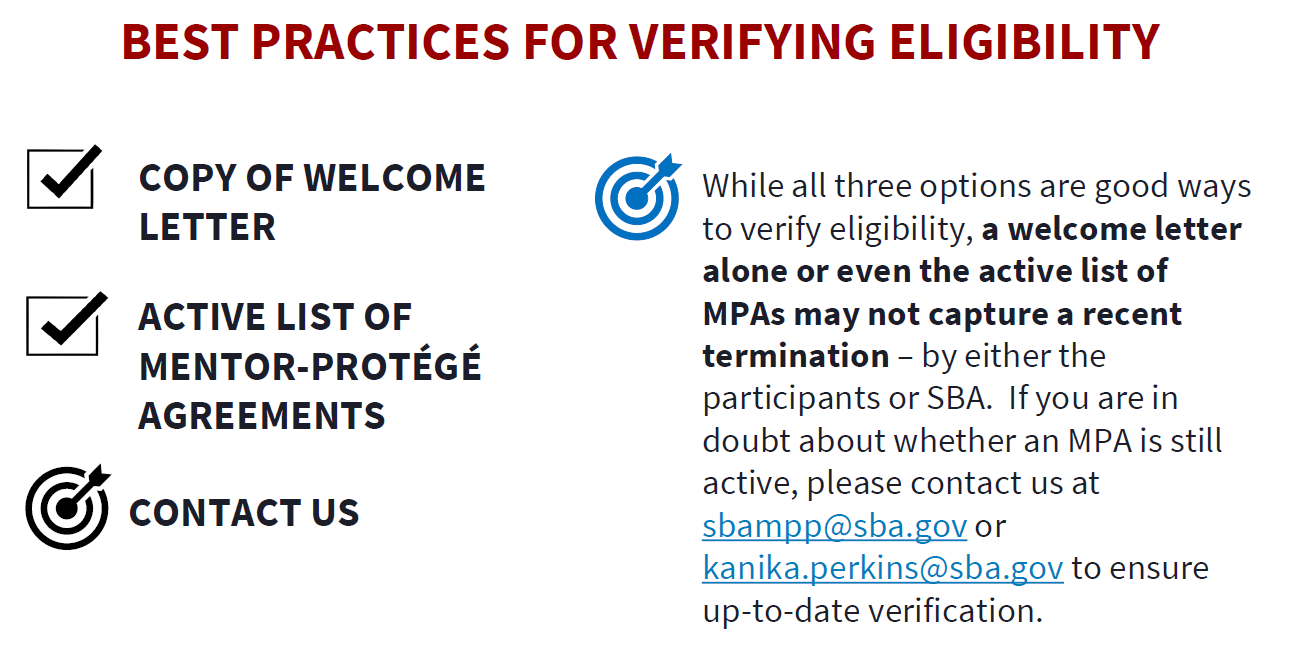 BEST PRACTICES FOR VERIFYING ELIGIBILITY
COPY OF WELCOME
LETTER
ACTIVE LIST OF
MENTOR-PROTÉGÉ
AGREEMENTS
CONTACT US
While all three options are good ways
to verify eligibility, a welcome letter
alone or even the active list of
MPAs may not capture a recent
termination – by either the
participants or SBA.  If you are in
doubt about whether an MPA is still
active, please contact us at
sbampp@sba.gov or
kanika.perkins@sba.gov to ensure
up-to-date verification.